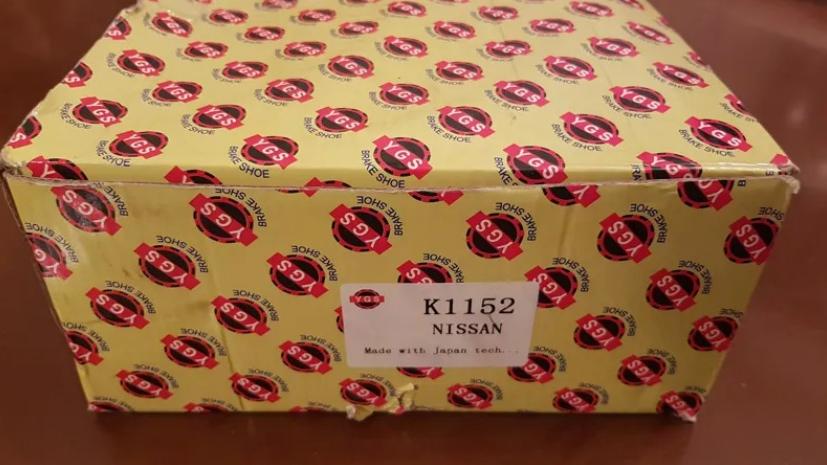 YGS
BRAKE SHOE
YGS
K1152
NISSAN
Made with Japan tech...